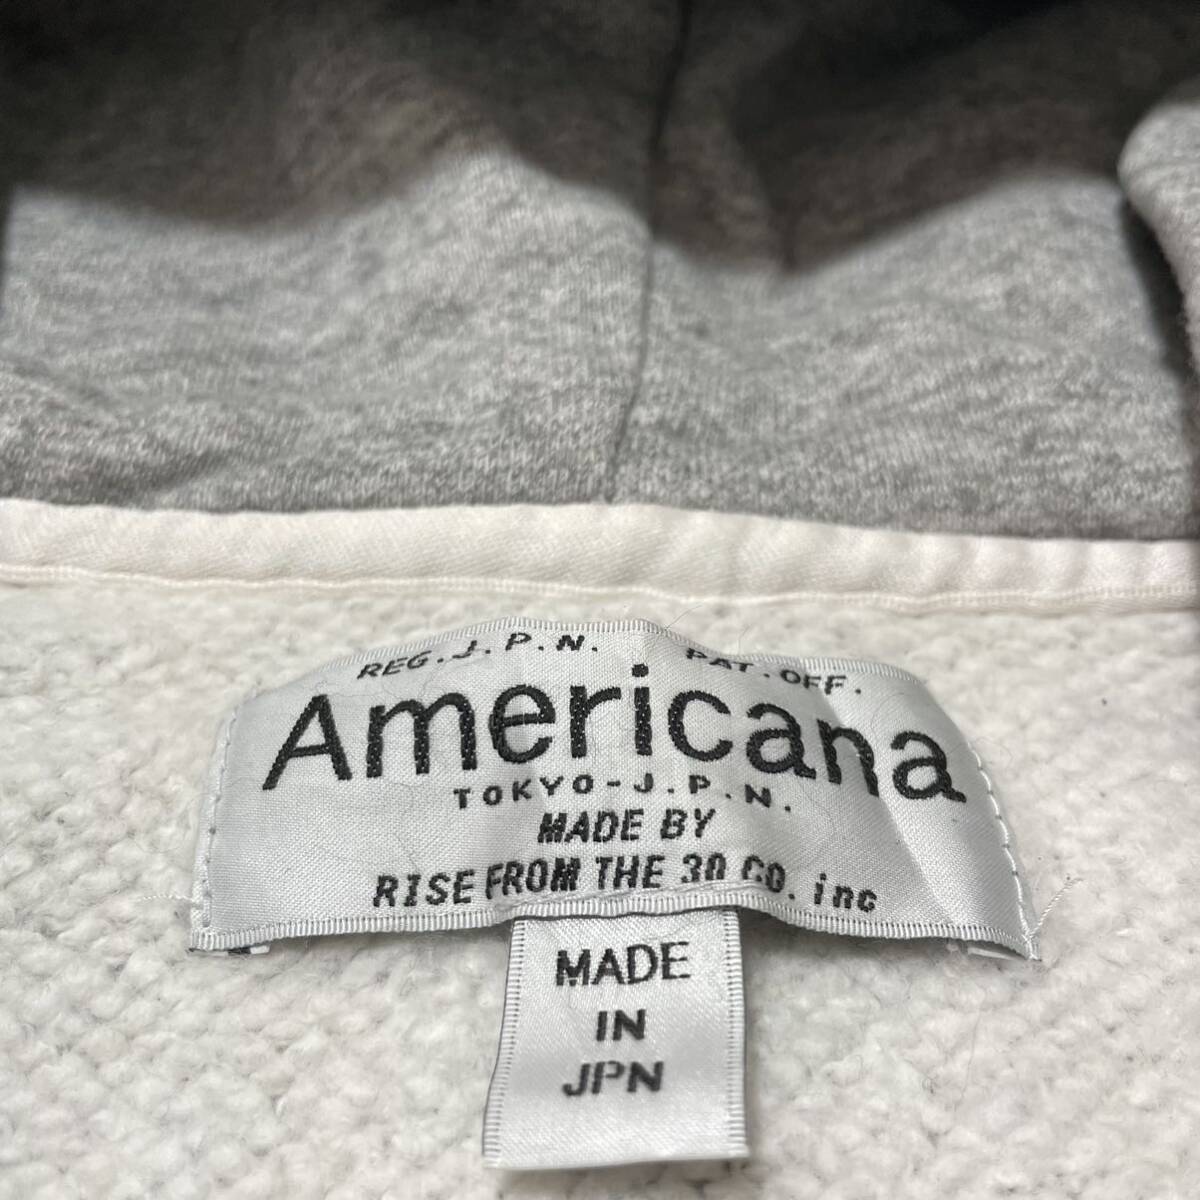 REG. J.P.N. PAT.OFF.
Americana
TOKYO-J.P.N.
MADE BY
RISE FROM THE 30 CO. inc
MADE
IN
JPN